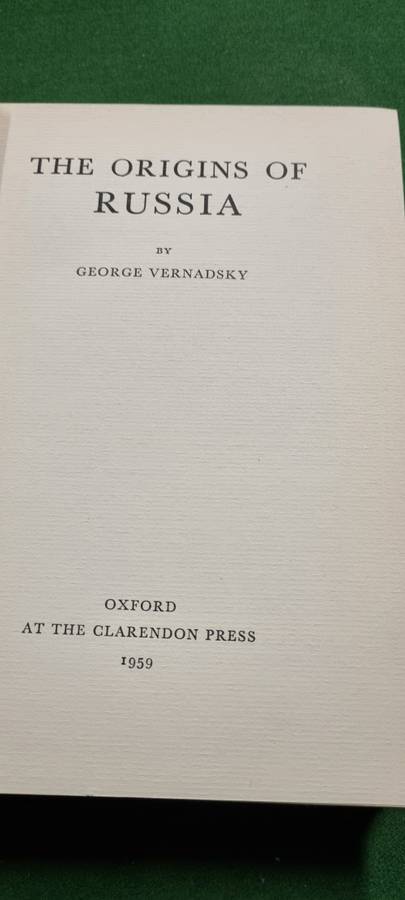 THE ORIGINS OF
RUSSIA
BY
GEORGE VERNADSKY
OXFORD
AT THE CLARENDON PRESS
1959